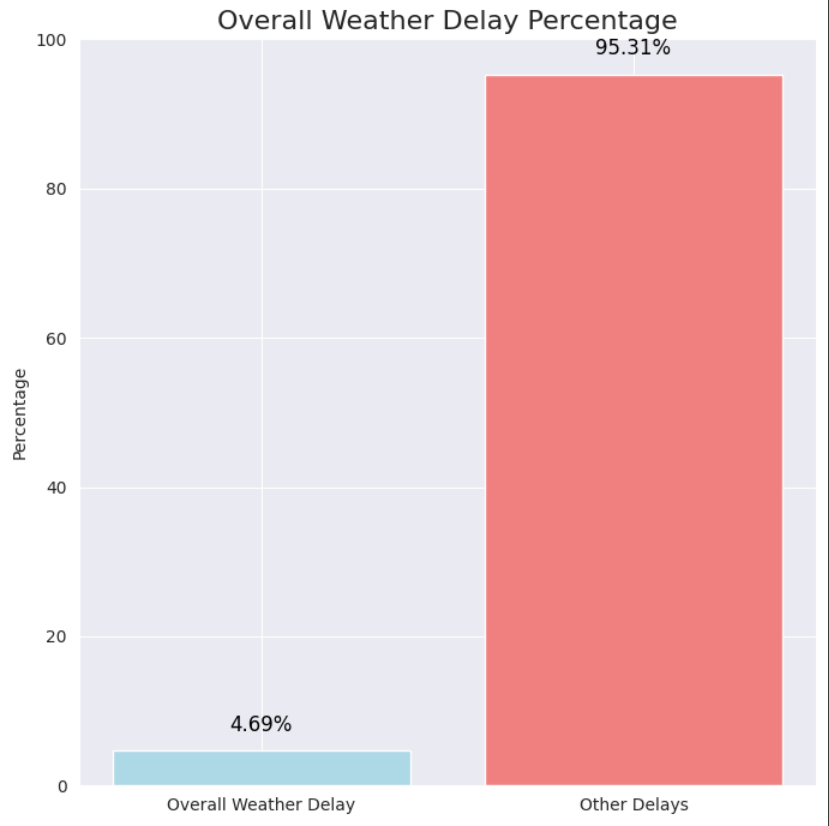 Overall Weather Delay Percentage
100
95.31%
80
60
Percentage
40
20
4.69%
0
Overall Weather Delay
Other Delays